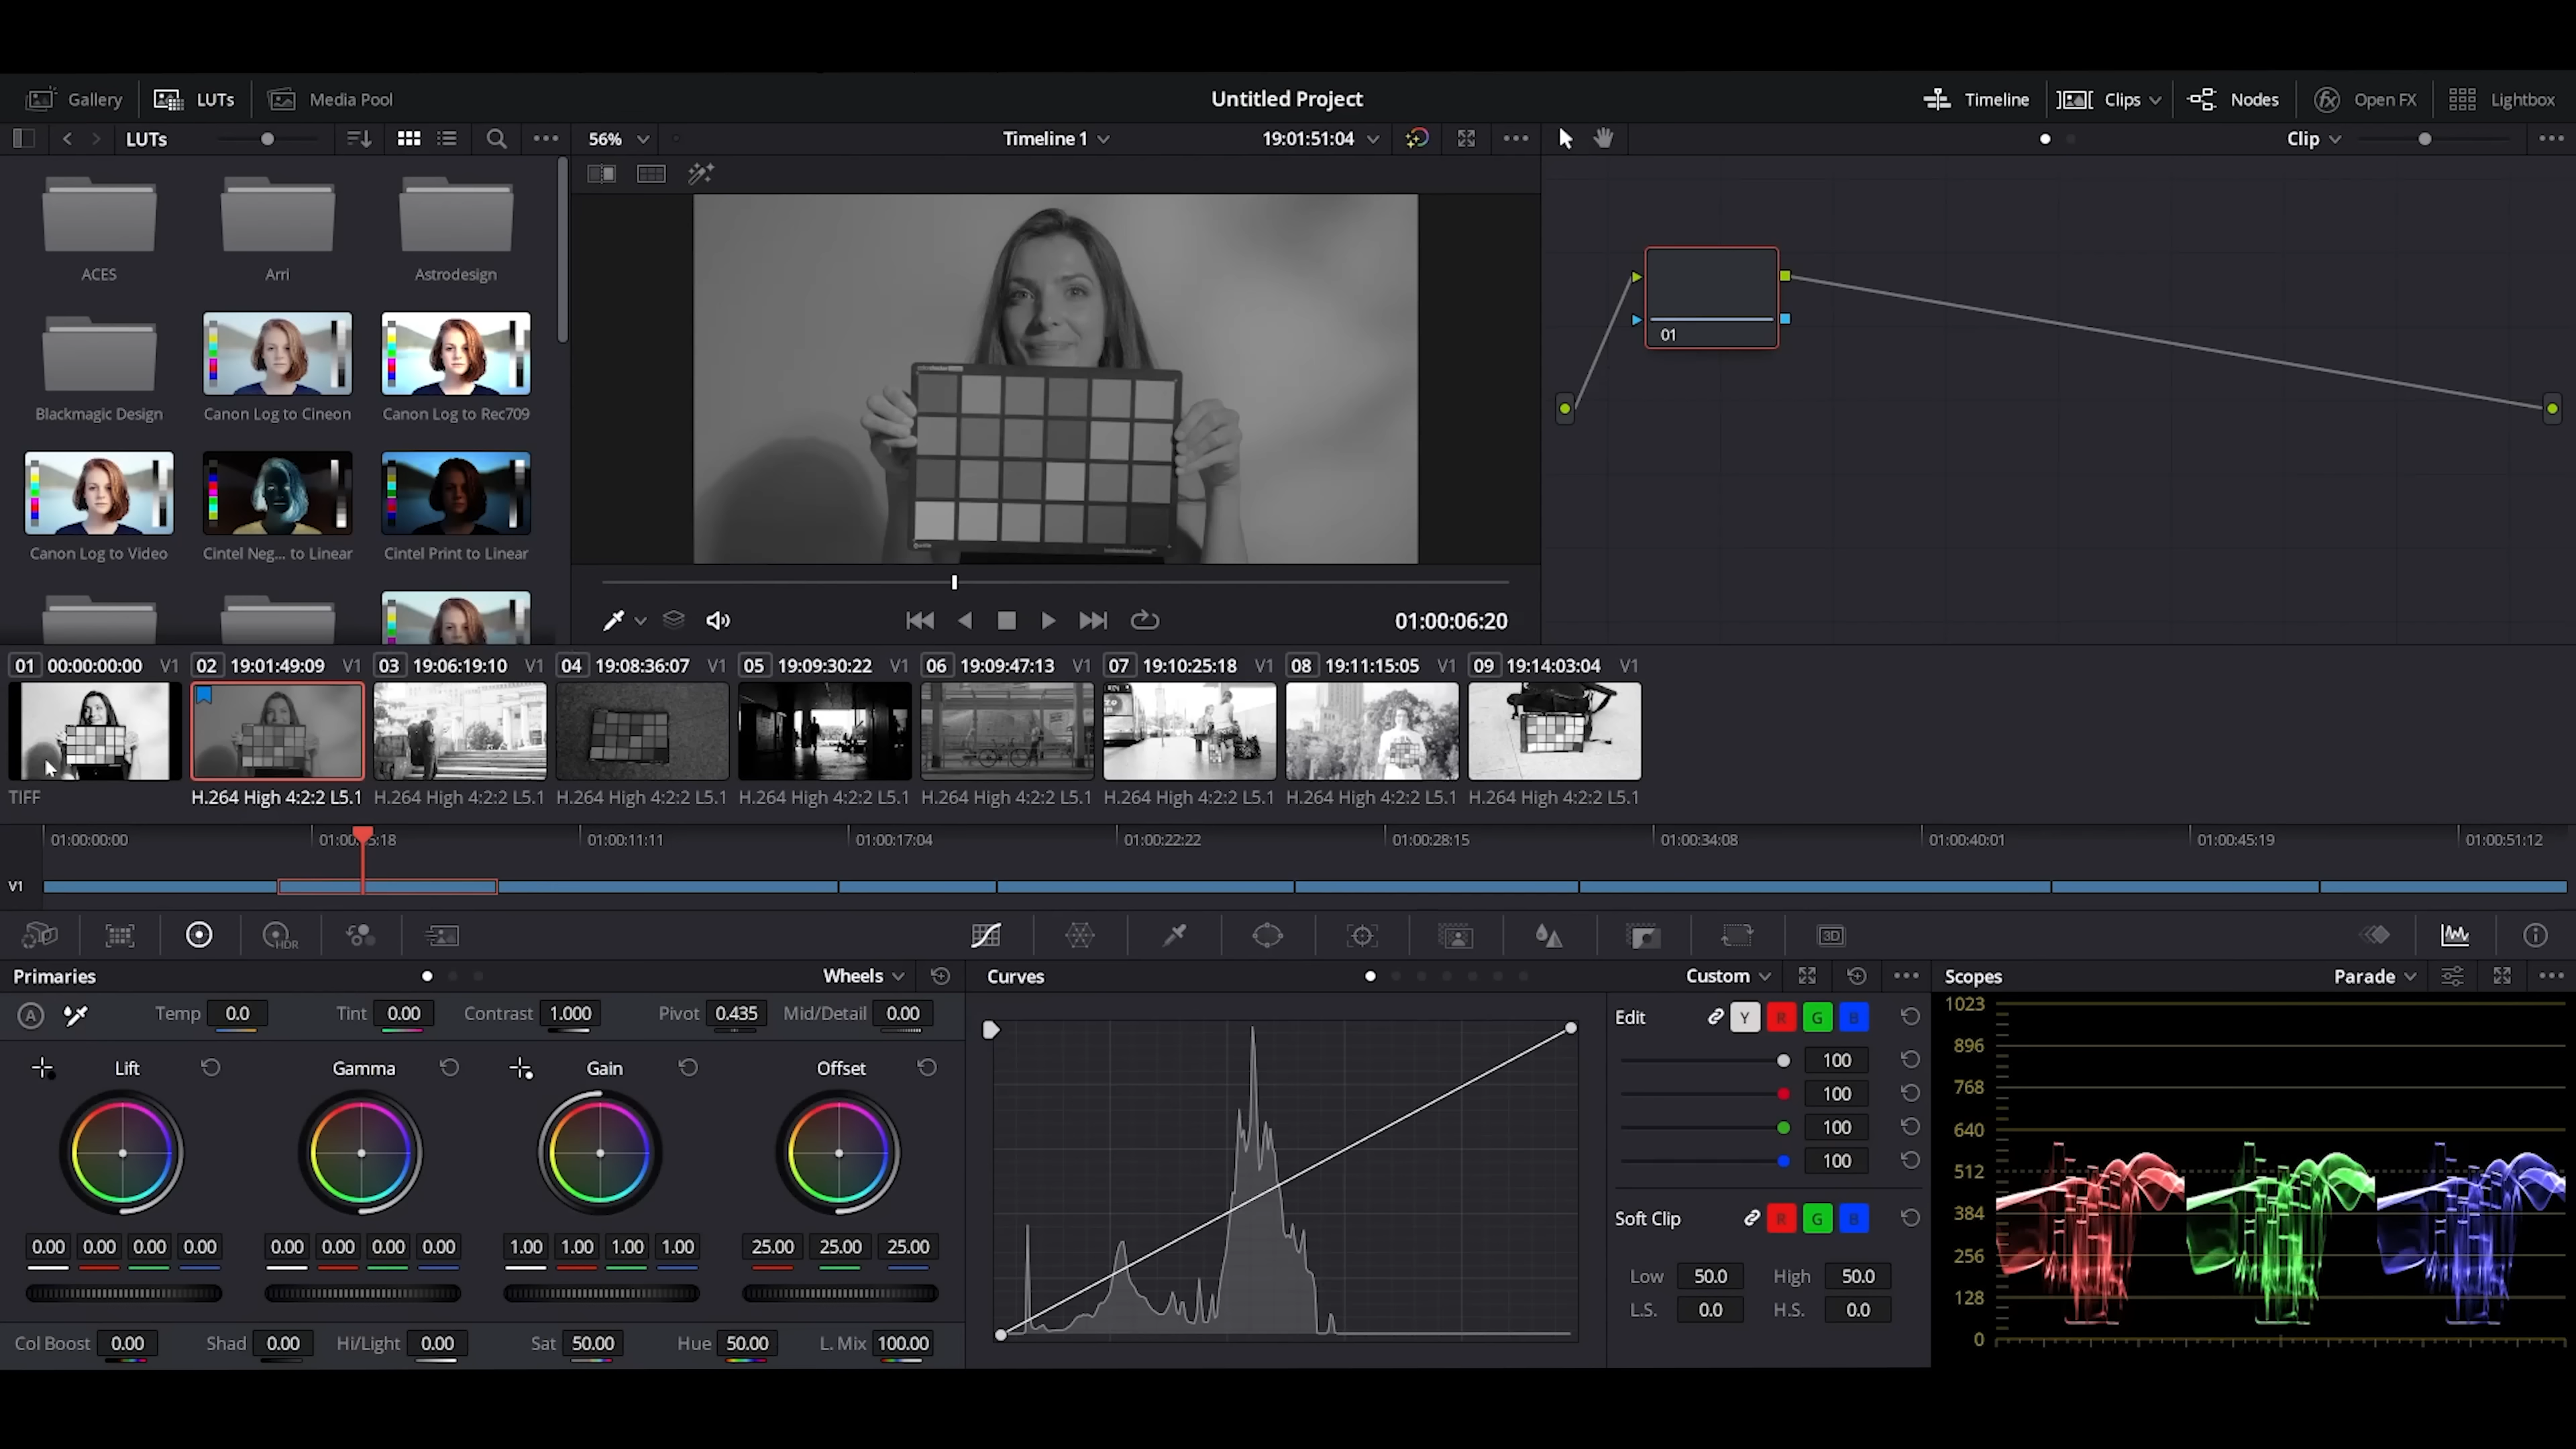 Gallery LUTs Media Pool Untitled Project Timeline Clips Nodes Open FX Lightbox
LUTs 56% Timeline 1 19:01:51:04 Clip
ACES Arri Astrodesign
Blackmagic Design Canon Log to Cineon Canon Log to Rec709
Canon Log to Video Cintel Neg... to Linear Cintel Print to Linear
01
01:00:06:20
01 00:00:00:00 V1 02 19:01:49:09 V1 03 19:06:19:10 V1 04 19:08:36:07 V1 05 19:09:30:22 V1 06 19:09:47:13 V1 07 19:10:25:18 V1 08 19:11:15:05 V1 09 19:14:03:04 V1
TIFF H.264 High 4:2:2 L5.1 H.264 High 4:2:2 L5.1 H.264 High 4:2:2 L5.1 H.264 High 4:2:2 L5.1 H.264 High 4:2:2 L5.1 H.264 High 4:2:2 L5.1 H.264 High 4:2:2 L5.1 H.264 High 4:2:2 L5.1
01:00:00:00 01:00:11:11 01:00:17:04 01:00:22:22 01:00:28:15 01:00:34:08 01:00:40:01 01:00:45:19 01:00:51:12
V1
HDR 3D
Primaries Wheels Curves Custom Scopes Parade
A Temp 0.0 Tint 0.00 Contrast 1.000 Pivot 0.435 Mid/Detail 0.00
Lift Gamma Gain Offset
0.00 0.00 0.00 0.00 0.00 0.00 0.00 0.00 1.00 1.00 1.00 1.00 25.00 25.00 25.00
Col Boost 0.00 Shad 0.00 Hi/Light 0.00 Sat 50.00 Hue 50.00 L. Mix 100.00
Edit Y R G B
100
100
100
100
Soft Clip R G B
Low 50.0 High 50.0
L.S. 0.0 H.S. 0.0
1023
896
768
640
512
384
256
128
0